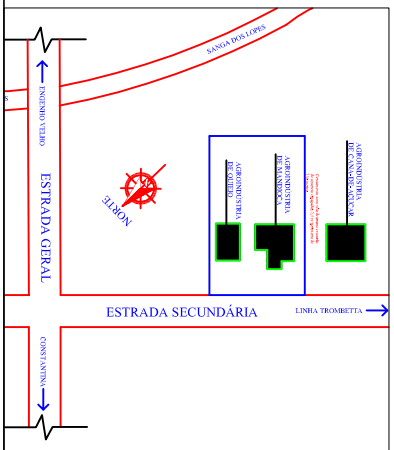 SANGA DOS LOPES
S
ENGENHO VELHO
ESTRADA GERAL
NORTE
AGROINDÚSTRIA
DE QUEIJO
AGROINDÚSTRIA
DE MANDIOCA
AGROINDÚSTRIA
DE CANA-DE-AÇÚCAR
ESTRADA SECUNDÁRIA
LINHA TROMBETTA
CONSTANTINA